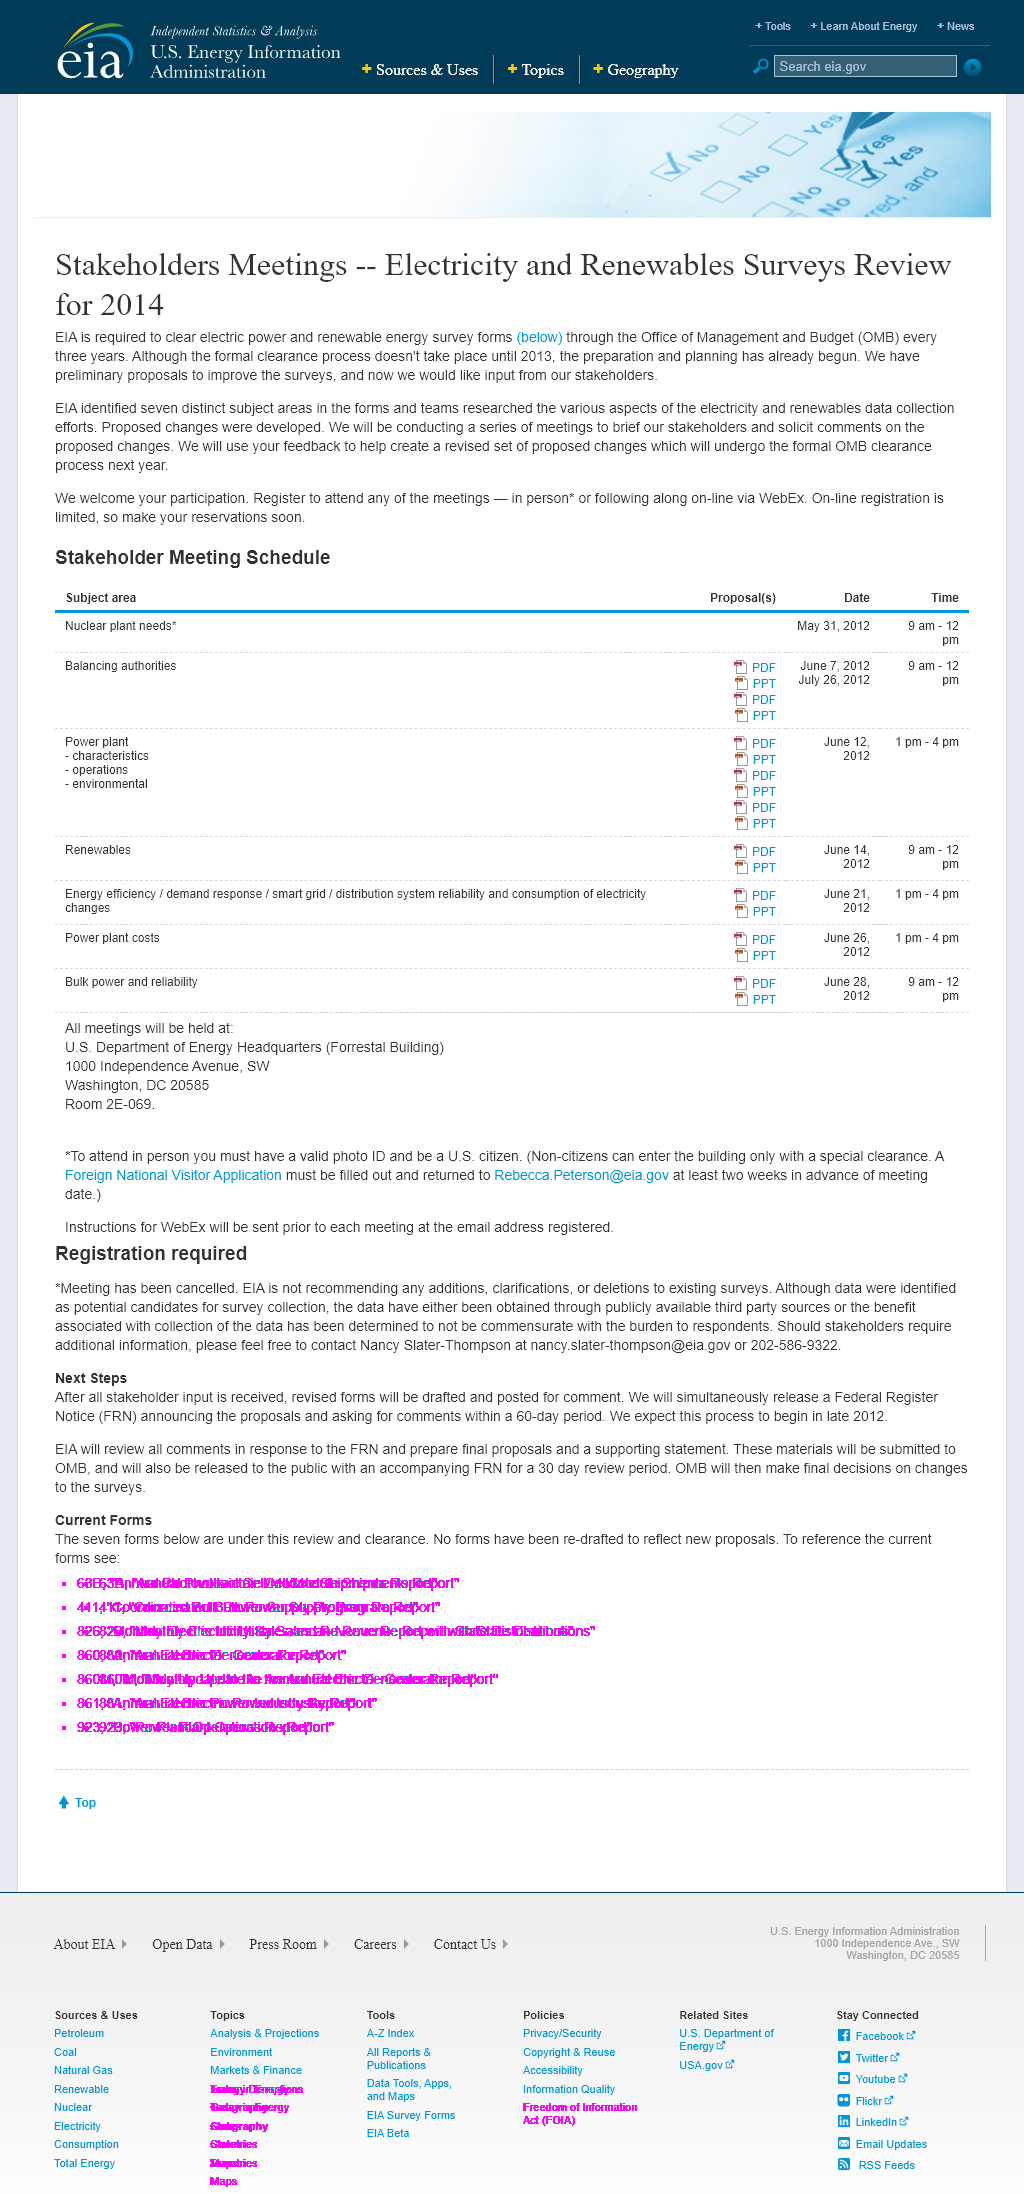 Independent Statistics & Analysis
U.S. Energy Information
Administration
eia
+ Sources & Uses
+ Topics
+ Geography
+ Tools
+ Learn About Energy
+ News
Search eia.gov
No
Yes
No
Yes
No
Yes
No
red, and
Stakeholders Meetings -- Electricity and Renewables Surveys Review
for 2014
EIA is required to clear electric power and renewable energy survey forms (below) through the Office of Management and Budget (OMB) every
three years. Although the formal clearance process doesn't take place until 2013, the preparation and planning has already begun. We have
preliminary proposals to improve the surveys, and now we would like input from our stakeholders.
EIA identified seven distinct subject areas in the forms and teams researched the various aspects of the electricity and renewables data collection
efforts. Proposed changes were developed. We will be conducting a series of meetings to brief our stakeholders and solicit comments on the
proposed changes. We will use your feedback to help create a revised set of proposed changes which will undergo the formal OMB clearance
process next year.
We welcome your participation. Register to attend any of the meetings — in person* or following along on-line via WebEx. On-line registration is
limited, so make your reservations soon.
Stakeholder Meeting Schedule
Subject area Proposal(s) Date Time
Nuclear plant needs* May 31, 2012 9 am - 12
pm
Balancing authorities PDF June 7, 2012 9 am - 12
PPT July 26, 2012 pm
PDF
PPT
Power plant PDF June 12, 1 pm - 4 pm
- characteristics PPT 2012
- operations PDF
- environmental PPT
PDF
PPT
Renewables PDF June 14, 9 am - 12
PPT 2012 pm
Energy efficiency / demand response / smart grid / distribution system reliability and consumption of electricity PDF June 21, 1 pm - 4 pm
changes PPT 2012
Power plant costs PDF June 26, 1 pm - 4 pm
PPT 2012
Bulk power and reliability PDF June 28, 9 am - 12
PPT 2012 pm
All meetings will be held at:
U.S. Department of Energy Headquarters (Forrestal Building)
1000 Independence Avenue, SW
Washington, DC 20585
Room 2E-069.
*To attend in person you must have a valid photo ID and be a U.S. citizen. (Non-citizens can enter the building only with a special clearance. A
Foreign National Visitor Application must be filled out and returned to Rebecca.Peterson@eia.gov at least two weeks in advance of meeting
date.)
Instructions for WebEx will be sent prior to each meeting at the email address registered.
Registration required
*Meeting has been cancelled. EIA is not recommending any additions, clarifications, or deletions to existing surveys. Although data were identified
as potential candidates for survey collection, the data have either been obtained through publicly available third party sources or the benefit
associated with collection of the data has been determined to not be commensurate with the burden to respondents. Should stakeholders require
additional information, please feel free to contact Nancy Slater-Thompson at nancy.slater-thompson@eia.gov or 202-586-9322.
Next Steps
After all stakeholder input is received, revised forms will be drafted and posted for comment. We will simultaneously release a Federal Register
Notice (FRN) announcing the proposals and asking for comments within a 60-day period. We expect this process to begin in late 2012.
EIA will review all comments in response to the FRN and prepare final proposals and a supporting statement. These materials will be submitted to
OMB, and will also be released to the public with an accompanying FRN for a 30 day review period. OMB will then make final decisions on changes
to the surveys.
Current Forms
The seven forms below are under this review and clearance. No forms have been re-drafted to reflect new proposals. To reference the current
forms see:
Top
About EIA
Open Data
Press Room
Careers
Contact Us
U.S. Energy Information Administration
1000 Independence Ave., SW
Washington, DC 20585
Sources & Uses
Petroleum
Coal
Natural Gas
Renewable
Nuclear
Electricity
Consumption
Total Energy
Topics
Analysis & Projections
Environment
Markets & Finance
Maps
Tools
A-Z Index
All Reports &
Publications
Data Tools, Apps,
and Maps
EIA Survey Forms
EIA Beta
Policies
Privacy/Security
Copyright & Reuse
Accessibility
Information Quality
Freedom of Information
Act (FOIA)
Related Sites
U.S. Department of
Energy
USA.gov
Stay Connected
Facebook
Twitter
Youtube
Flickr
LinkedIn
Email Updates
RSS Feeds